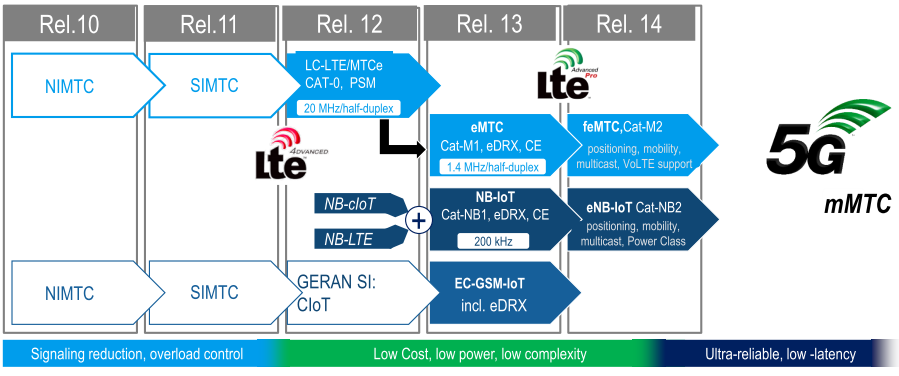 Rel.10
Rel.11
Rel. 12
Rel. 13
Rel. 14
NIMTC
SIMTC
LC-LTE/MTCe
CAT-0, PSM
20 MHz/half-duplex
Lte
Advanced
Pro
4DVANCED
Lte
eMTC
Cat-M1, eDRX, CE
1.4 MHz/half-duplex
feMTC,Cat-M2
positioning, mobility,
multicast, VoLTE support
5G
mMTC
NB-cIoT
NB-LTE
+
NB-IoT
Cat-NB1, eDRX, CE
200 kHz
eNB-IoT Cat-NB2
positioning, mobility,
multicast, Power Class
NIMTC
SIMTC
GERAN SI:
CIoT
EC-GSM-IoT
incl. eDRX
Signaling reduction, overload control
Low Cost, low power, low complexity
Ultra-reliable, low -latency